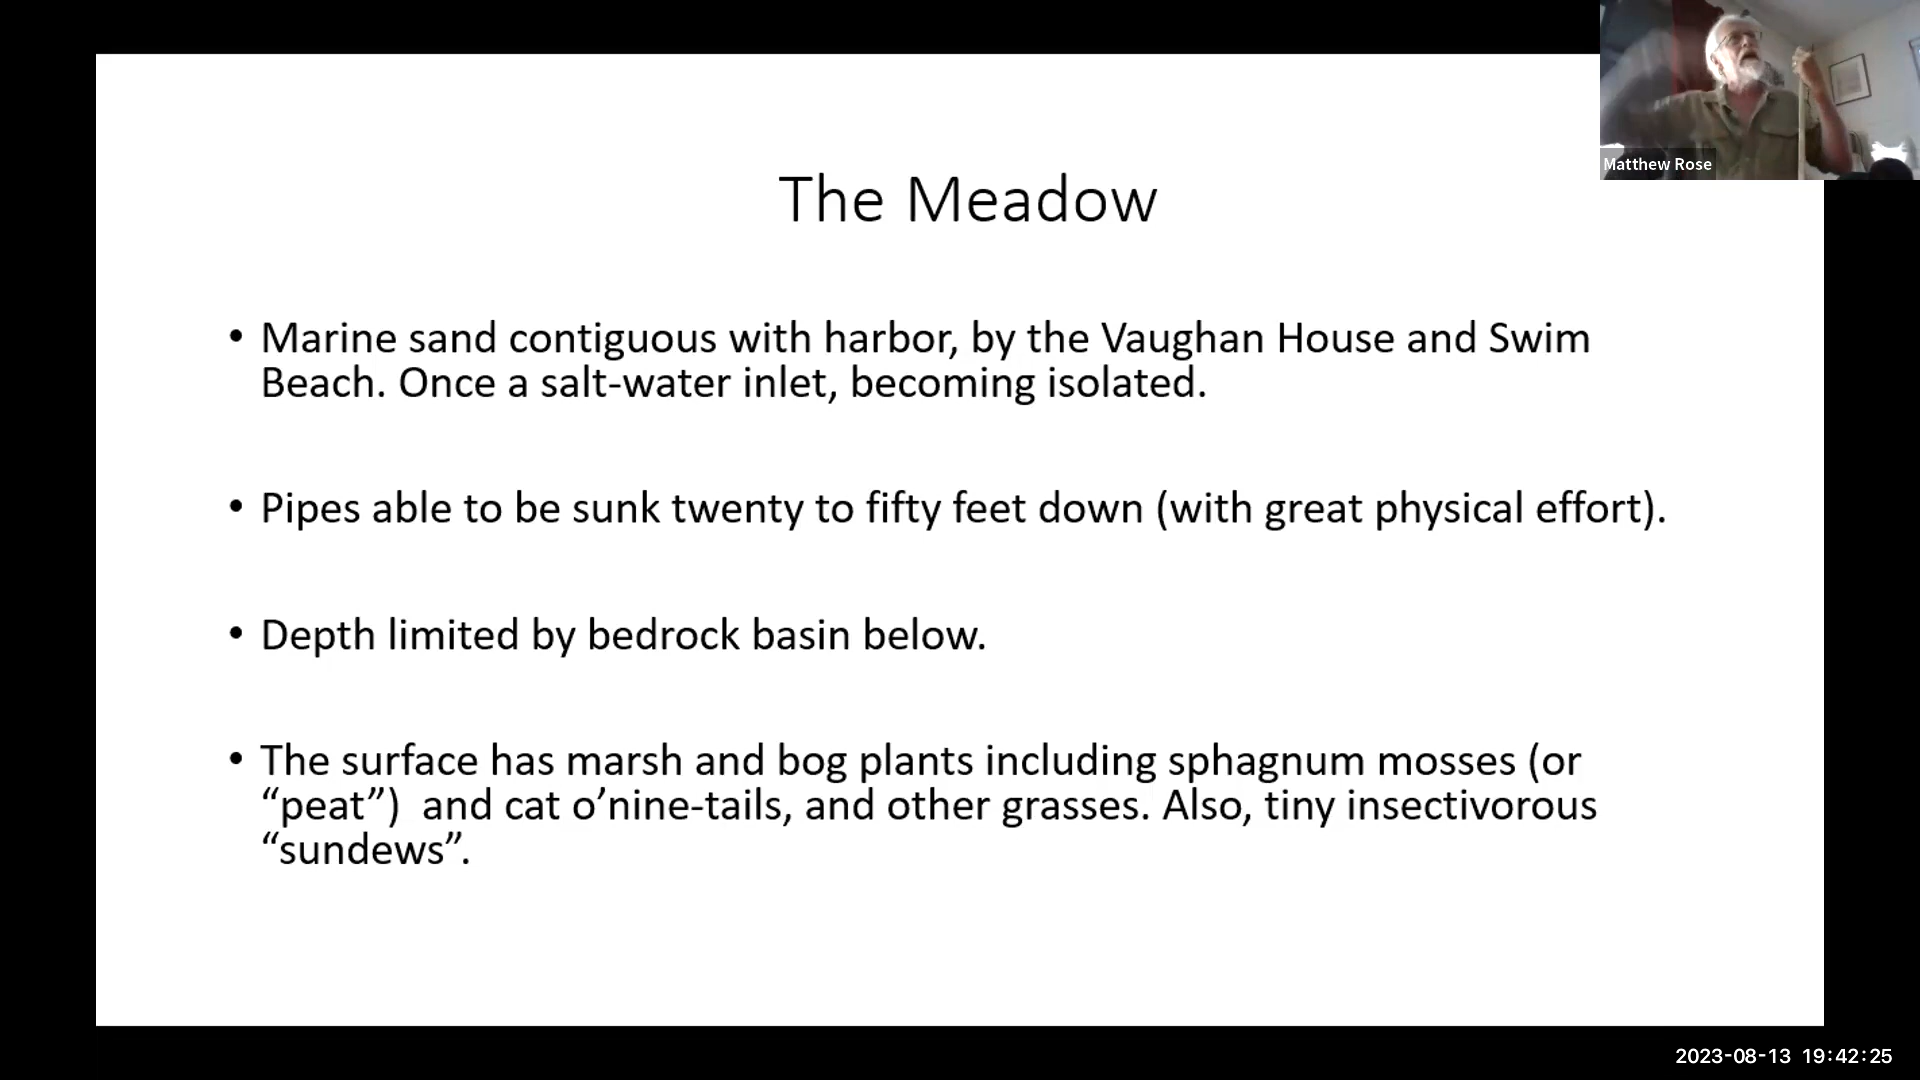 Matthew Rose
The Meadow
• Marine sand contiguous with harbor, by the Vaughan House and Swim
Beach. Once a salt-water inlet, becoming isolated.
• Pipes able to be sunk twenty to fifty feet down (with great physical effort).
• Depth limited by bedrock basin below.
• The surface has marsh and bog plants including sphagnum mosses (or
“peat”)  and cat o’nine-tails, and other grasses. Also, tiny insectivorous
“sundews”.
2023-08-13 19:42:25